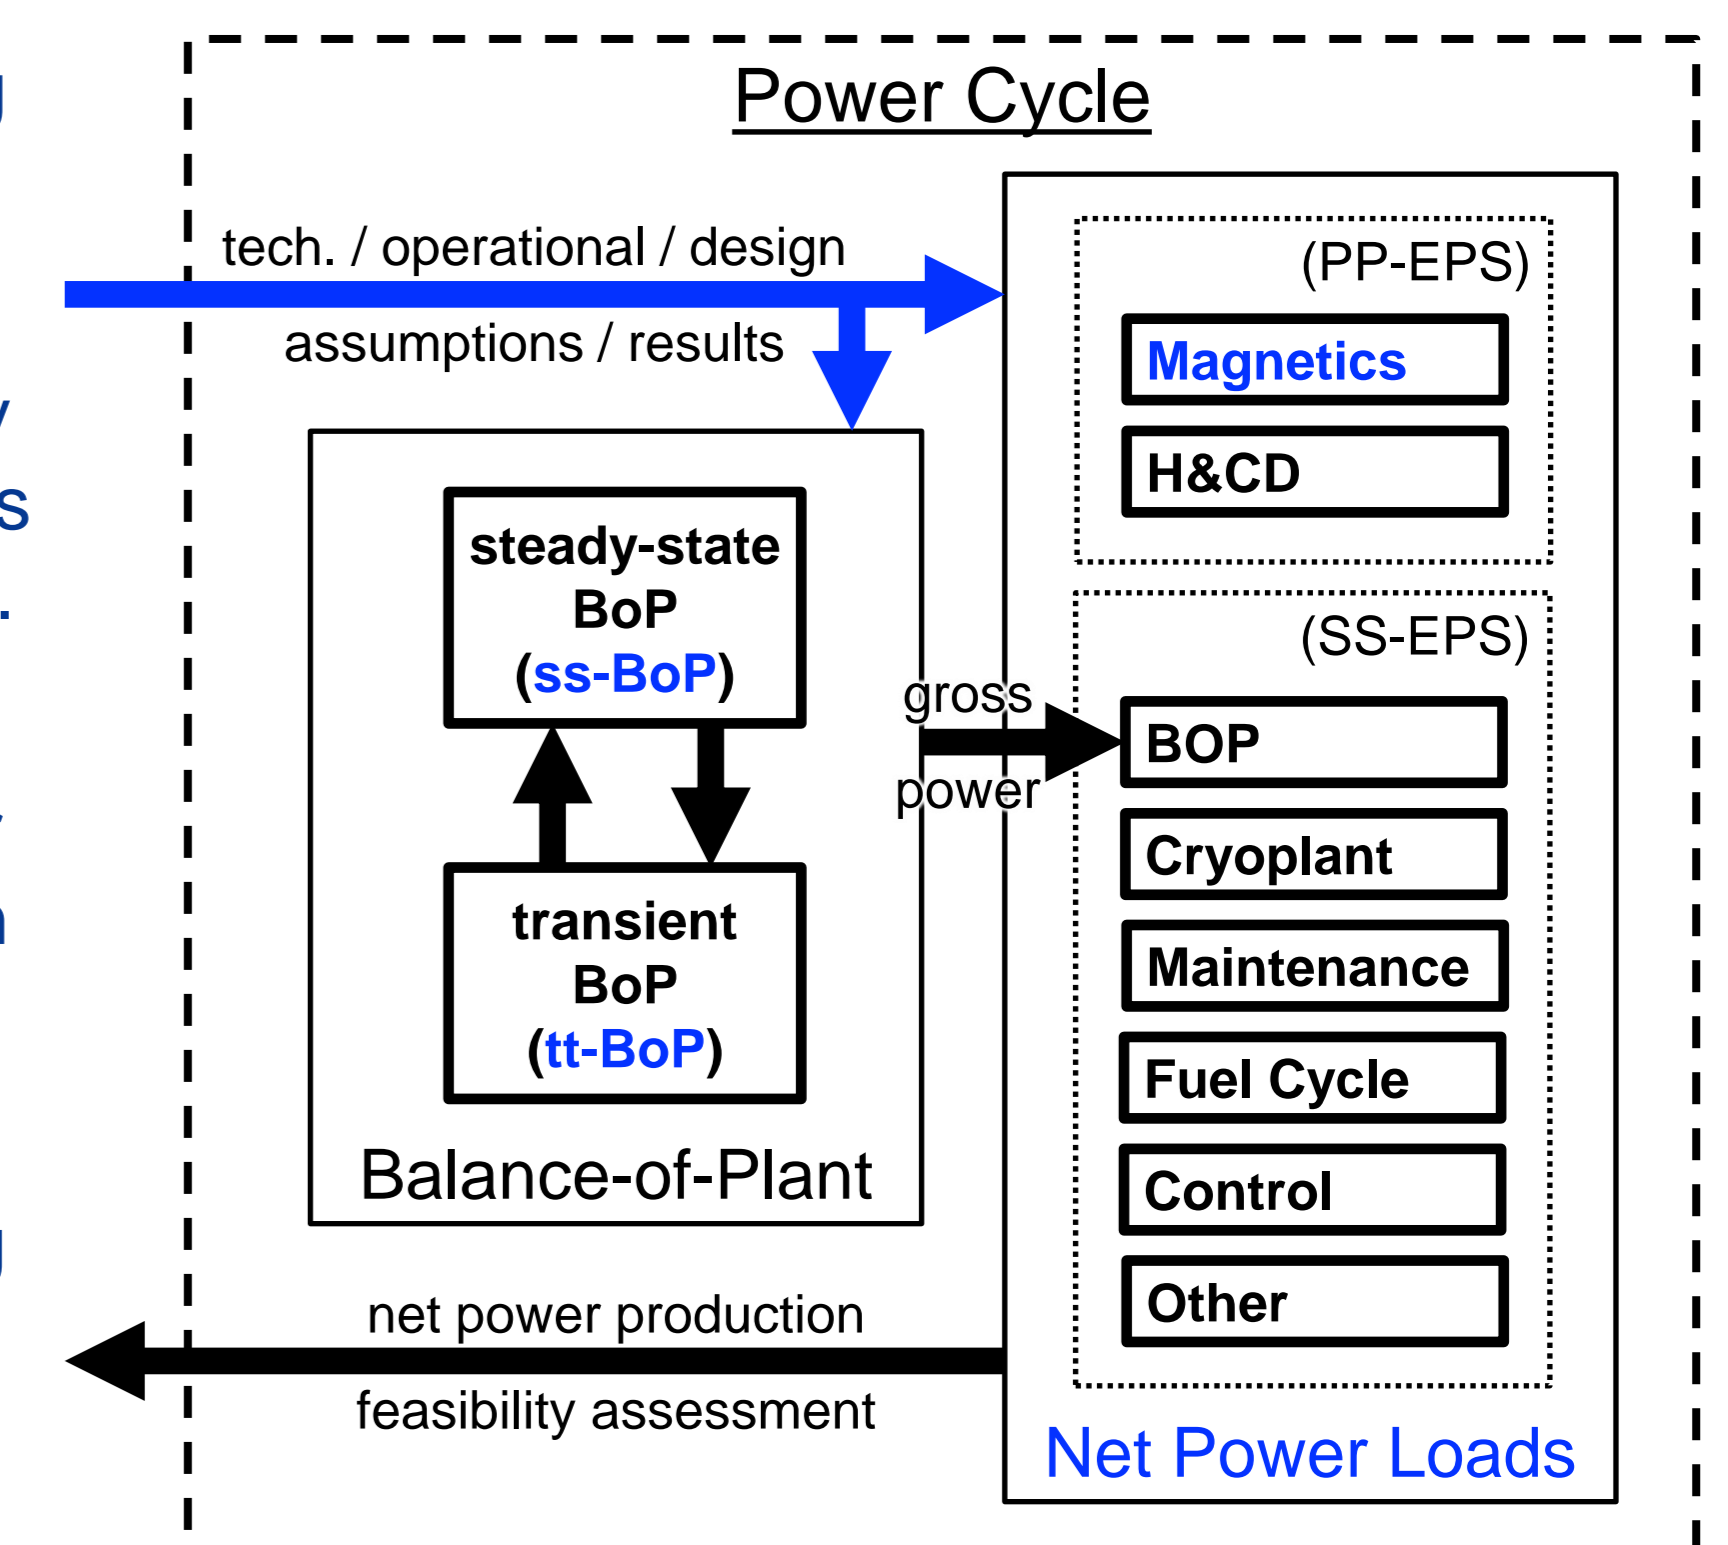 Power Cycle
tech. / operational / design
assumptions / results
(PP-EPS)
Magnetics
H&CD
steady-state
BoP
(ss-BoP)
transient
BoP
(tt-BoP)
Balance-of-Plant
gross
power
(SS-EPS)
BOP
Cryoplant
Maintenance
Fuel Cycle
Control
Other
net power production
feasibility assessment
Net Power Loads